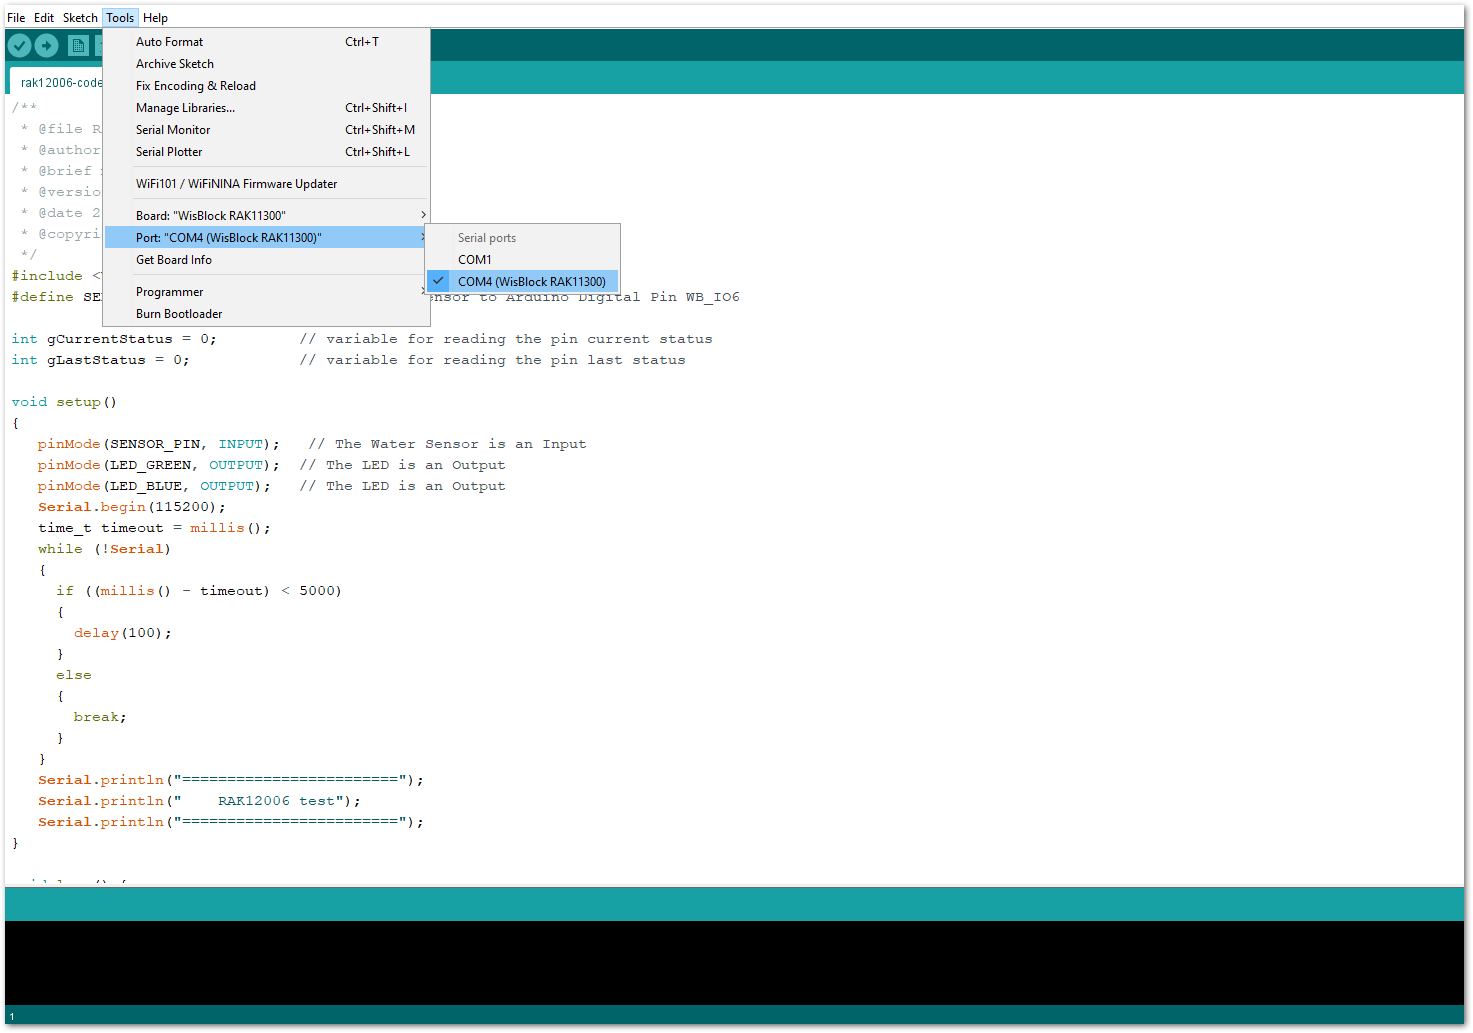 File Edit Sketch Tools Help
Auto Format Ctrl+T
Archive Sketch
Fix Encoding & Reload
Manage Libraries... Ctrl+Shift+I
Serial Monitor Ctrl+Shift+M
Serial Plotter Ctrl+Shift+L
WiFi101 / WiFiNINA Firmware Updater
Board: "WisBlock RAK11300"
Port: "COM4 (WisBlock RAK11300)"
Get Board Info
Programmer
Burn Bootloader
Serial ports
COM1
COM4 (WisBlock RAK11300)
rak12006-code
/**
* @file R
* @author
* @brief
* @versio
* @date 2
* @copyri
*/
#include <
#define SE ensor to Arduino Digital Pin WB_IO6
int gCurrentStatus = 0; // variable for reading the pin current status
int gLastStatus = 0; // variable for reading the pin last status
void setup()
{
pinMode(SENSOR_PIN, INPUT); // The Water Sensor is an Input
pinMode(LED_GREEN, OUTPUT); // The LED is an Output
pinMode(LED_BLUE, OUTPUT); // The LED is an Output
Serial.begin(115200);
time_t timeout = millis();
while (!Serial)
{
if ((millis() - timeout) < 5000)
{
delay(100);
}
else
{
break;
}
}
Serial.println("========================");
Serial.println("    RAK12006 test");
Serial.println("========================");
}
1